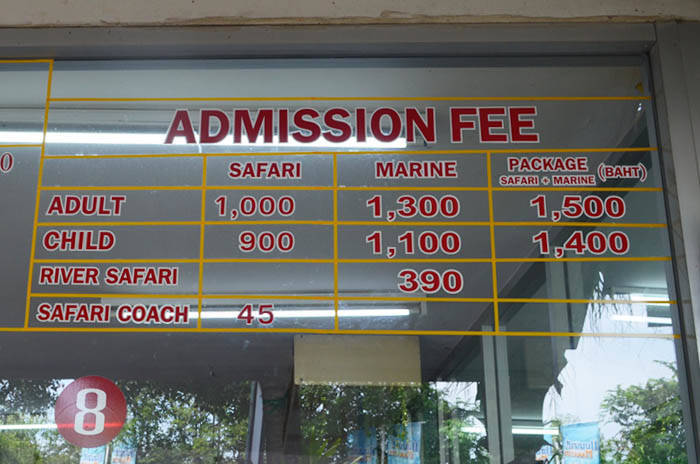 ADMISSION FEE
SAFARI MARINE PACKAGE SAFARI + MARINE (BAHT)
ADULT 1,000 1,300 1,500
CHILD 900 1,100 1,400
RIVER SAFARI 390
SAFARI COACH 45
0
8